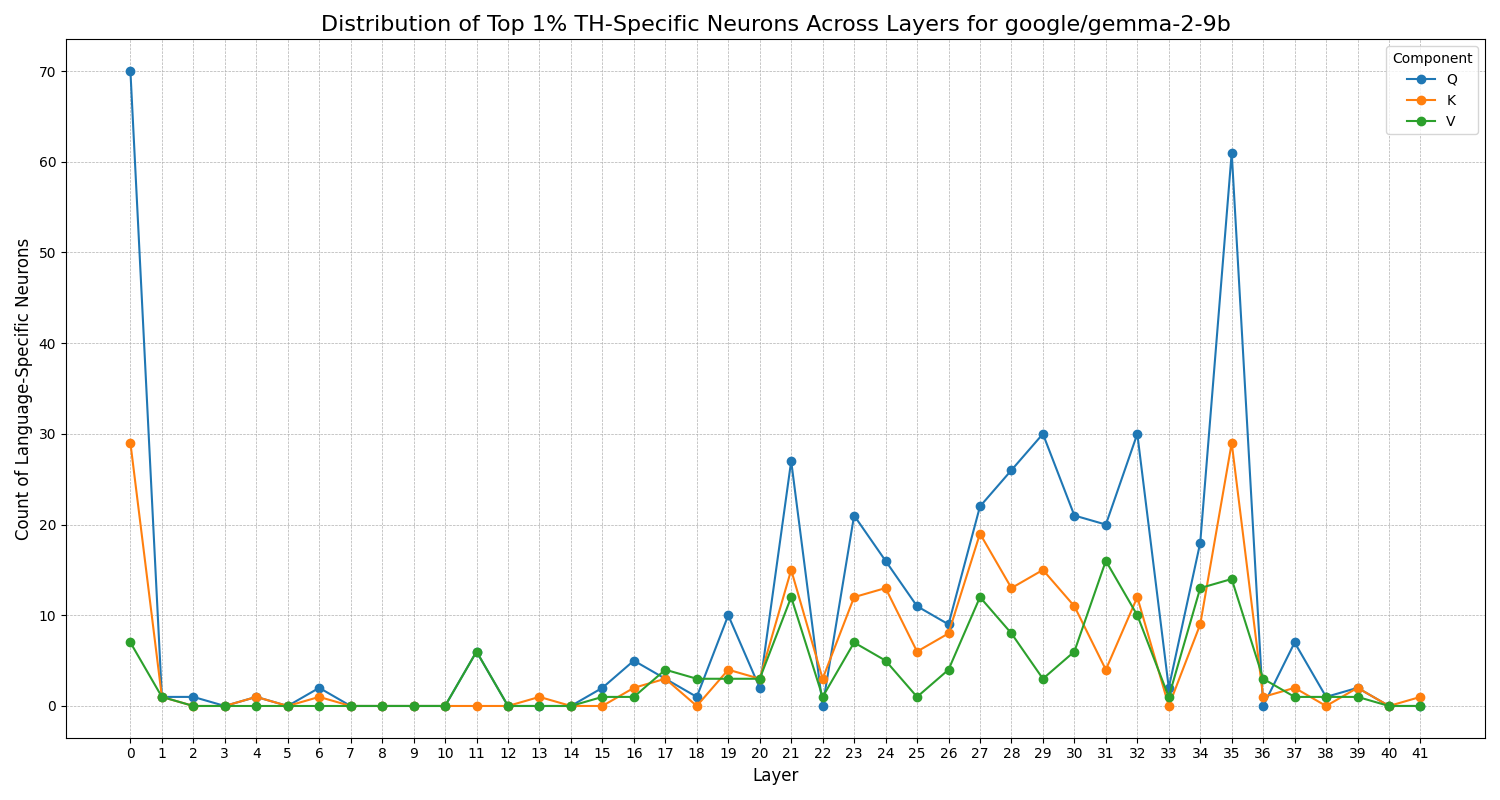 Distribution of Top 1% TH-Specific Neurons Across Layers for google/gemma-2-9b
Component
Q
K
V
Count of Language-Specific Neurons
70
60
50
40
30
20
10
0
0 1 2 3 4 5 6 7 8 9 10 11 12 13 14 15 16 17 18 19 20 21 22 23 24 25 26 27 28 29 30 31 32 33 34 35 36 37 38 39 40 41
Layer